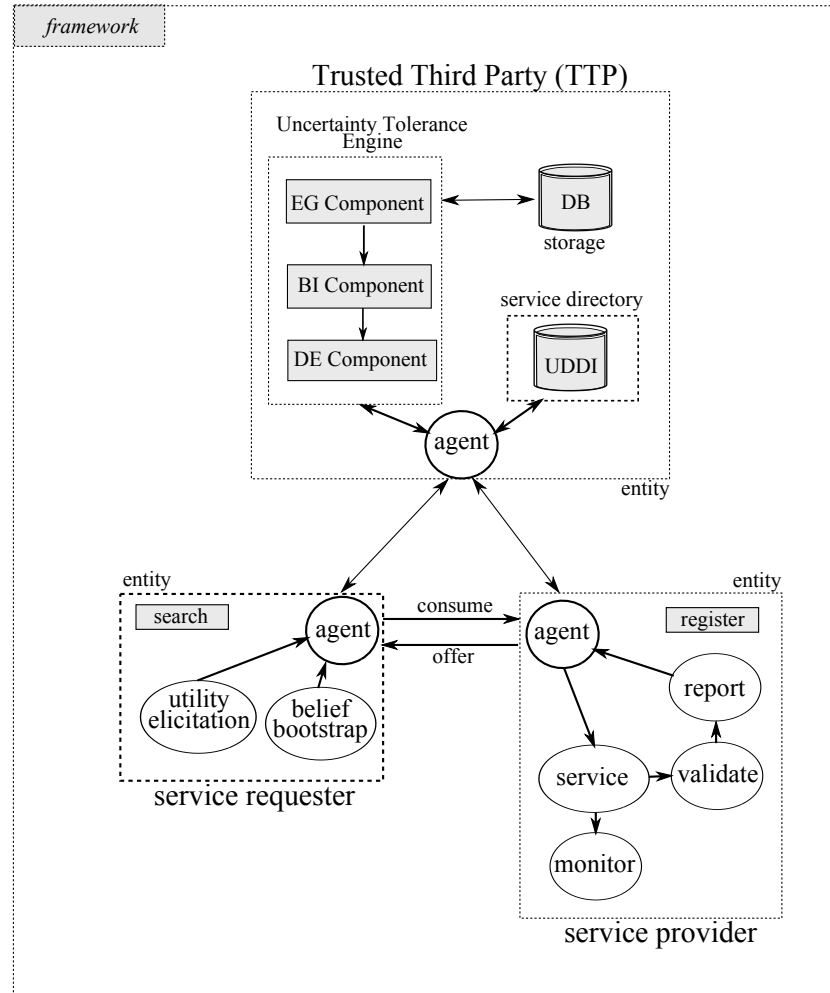 framework
Trusted Third Party (TTP)
Uncertainty Tolerance
Engine
EG Component
DB
storage
BI Component
service directory
DE Component
UDDI
agent
entity
entity
entity
search
agent
consume
agent
register
offer
utility
elicitation
belief
bootstrap
report
service
validate
service requester
monitor
service provider